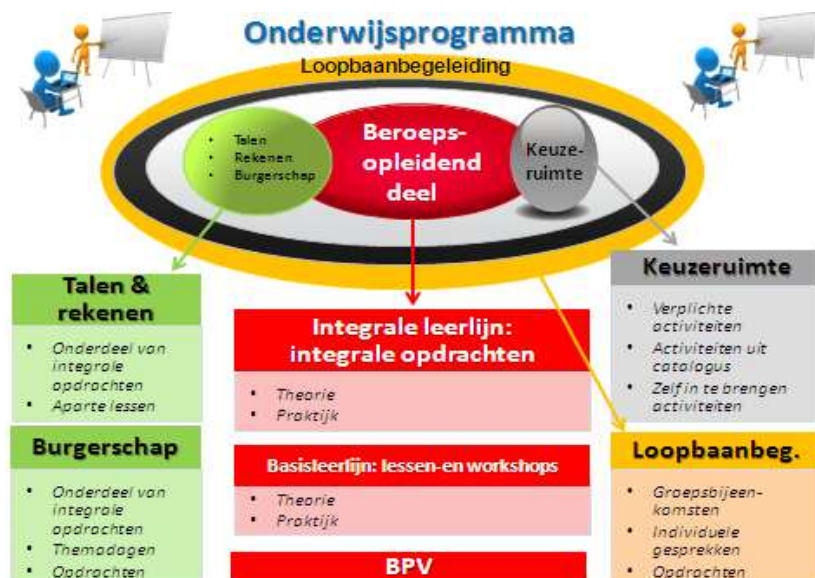 Onderwijsprogramma
Loopbaanbegeleiding
• Talen
• Rekenen
• Burgerschap
Beroeps-
opleidend
deel
Keuze-
ruimte
Talen &
rekenen
• Onderdeel van
integrale
opdrachten
• Aparte lessen
Burgerschap
• Onderdeel van
integrale
opdrachten
• Themadagen
• Opdrachten
Integrale leerlijn:
integrale opdrachten
• Theorie
• Praktijk
Basisleerlijn: lessen-en workshops
• Theorie
• Praktijk
BPV
Keuzeruimte
• Verplichte
activiteiten
• Activiteiten uit
catalogus
• Zelf in te brengen
activiteiten
Loopbaanbeg.
• Groepsbijeen-
komsten
• Individuele
gesprekken
• Opdrachten